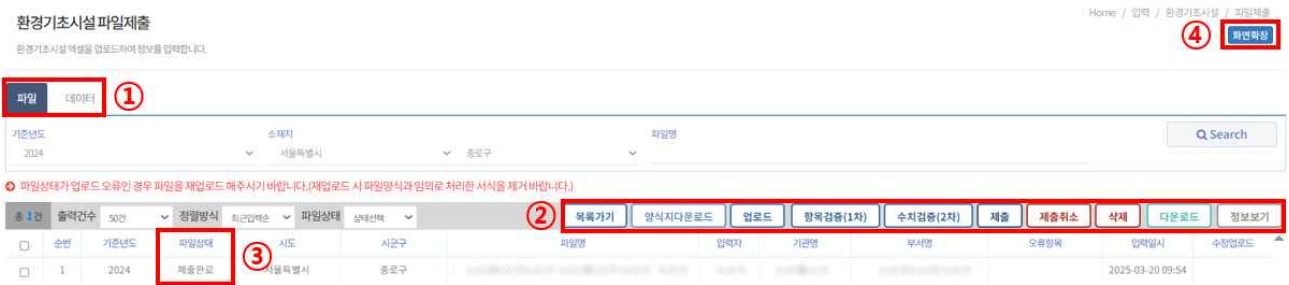 Home / 입력 / 환경기초시설 / 파일제출
환경기초시설 파일제출
④ 화면확장
환경기초시설 엑셀을 업로드하여 정보를 입력합니다.
파일 데이터 ①
기준년도 소재지 파일명
2024 서울특별시 종로구 Search
파일상태가 업로드 오류인 경우 파일을 재업로드 해주시기 바랍니다.(재업로드 시 파일양식과 임의로 처리한 서식을 제거 바랍니다.)
총 1건 출력건수 50건 정렬방식 최근입력순 파일상태 상태선택 ② 목록가기 양식지다운로드 업로드 항목검증(1차) 수치검증(2차) 제출 제출취소 삭제 다운로드 정보보기
순번 기준년도 파일상태 ③ 시도 시군구 파일명 입력자 기관명 부서명 오류항목 입력일시 수정업로드
1 2024 제출완료 서울특별시 종로구 2025-03-20 09:54